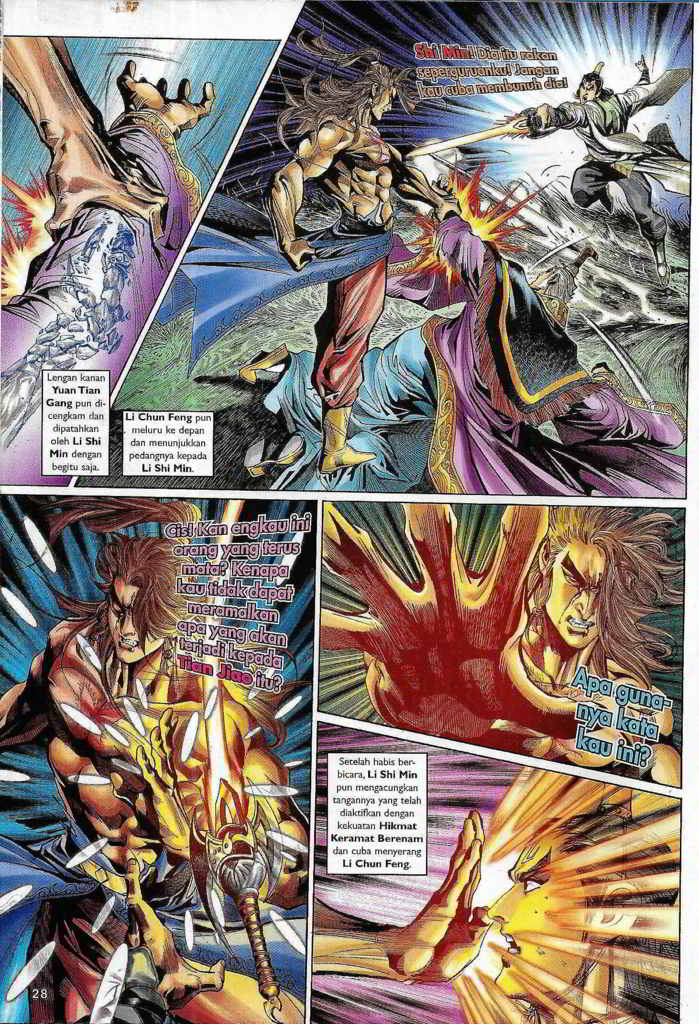 Shi Min! Dia itu rakan
seperguruanku! Jangan
kau cuba membunuh dia!
Lengan kanan
Yuan Tian
Gang pun di-
cengkam dan
dipatahkan
oleh Li Shi
Min dengan
begitu saja.
Li Chun Feng pun
meluru ke depan
dan menunjukkan
pedangnya kepada
Li Shi Min.
Cis! Kan engkau ini
orang yang terus
mata? Kenapa
kau tidak dapat
meramalkan
apa yang akan
terjadi kepada
Tian Jiao itu?
Apa guna-
nya kata
kau ini?
Setelah habis ber-
bicara, Li Shi Min
pun mengacungkan
tangannya yang telah
diaktifkan dengan
kekuatan Hikmat
Keramat Berenam
dan cuba menyerang
Li Chun Feng.
28